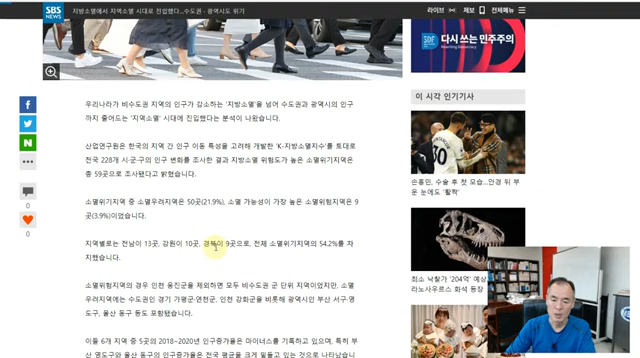 SBS NEWS
지방소멸에서 지역소멸 시대로 진입했다...수도권 · 광역시도 위기
라이브
제보
전체메뉴
SDF
다시 쓰는 민주주의
우리나라가 비수도권 지역의 인구가 감소하는 '지방소멸'을 넘어 수도권과 광역시의 인구
까지 줄어드는 '지역소멸' 시대에 진입했다는 분석이 나왔습니다.
산업연구원은 한국의 지역 간 인구 이동 특성을 고려해 개발한 'K-지방소멸지수'를 토대로
전국 228개 시·군·구의 인구 변화를 조사한 결과 지방소멸 위험도가 높은 소멸위기지역은
총 59곳으로 조사됐다고 밝혔습니다.
소멸위기지역 중 소멸우려지역은 50곳(21.9%), 소멸 가능성이 가장 높은 소멸위험지역은 9
곳(3.9%)이었습니다.
지역별로는 전남이 13곳, 강원이 10곳, 경북이 9곳으로, 전체 소멸위기지역의 54.2%를 차
지했습니다.
소멸위험지역의 경우 인천 옹진군을 제외하면 모두 비수도권 군 단위 지역이었지만, 소멸
우려지역에는 수도권인 경기 가평군·연천군, 인천 강화군을 비롯해 광역시인 부산 서구·영
도구, 울산 동구 등도 포함됐습니다.
이들 6개 지역 중 5곳의 2018~2020년 인구증가율은 마이너스를 기록하고 있으며, 특히 부
산 영도구와 울산 동구의 인구증가율은 전국 평균을 크게 밑돌고 있는 것으로 나타났습니
0
0
이 시각 인기기사
30
손흥민, 수술 후 첫 모습...안경 뒤 부
운 눈에도 '활짝'
최소 낙찰가 '204억' 예상
라노사우루스 화석 등장